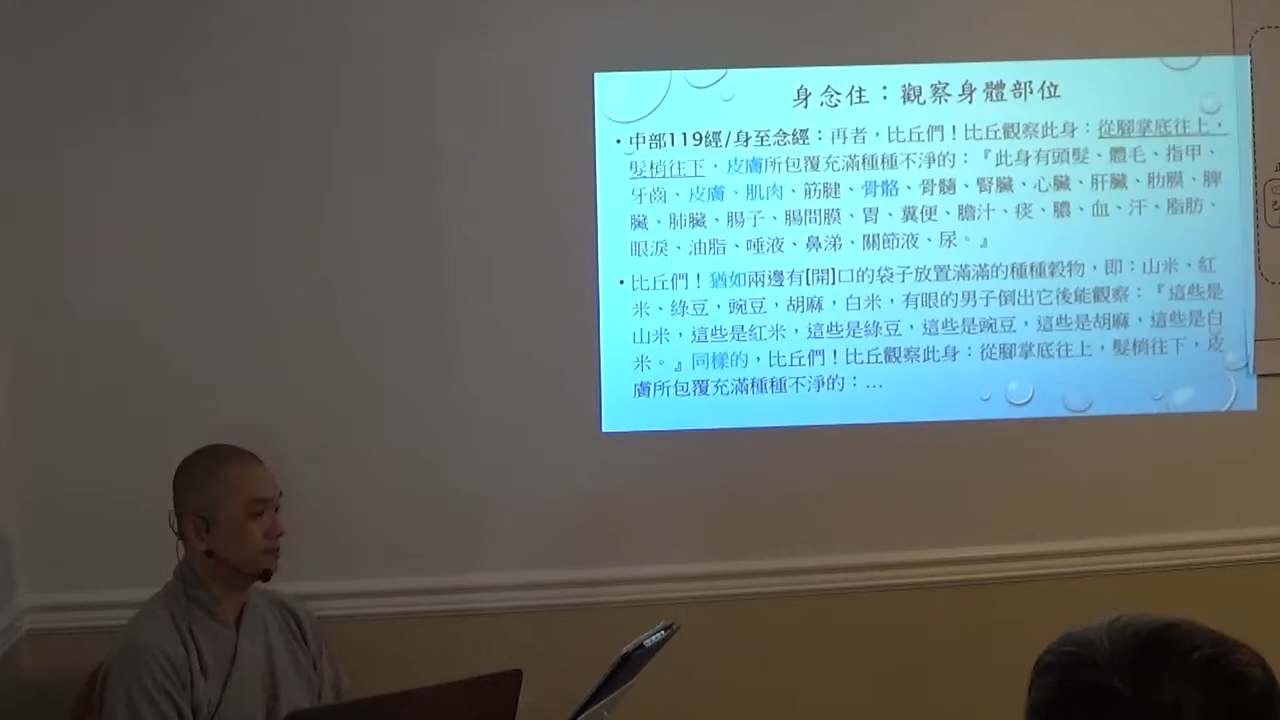 身念住：觀察身體部位
• 中部119經/身至念經：再者，比丘們！比丘觀察此身：從腳掌底往上，
髮梢往下，皮膚所包覆充滿種種不淨的：『此身有頭髮、體毛、指甲、
牙齒、皮膚、肌肉、筋腱、骨骼、骨髓、腎臟、心臟、肝臟、肋膜、脾
臟、肺臟、腸子、腸間膜、胃、糞便、膽汁、痰、膿、血、汗、脂肪、
眼淚、油脂、唾液、鼻涕、關節液、尿。』
• 比丘們！猶如兩邊有[開]口的袋子放置滿滿的種種穀物，即：山米、紅
米、綠豆，豌豆，胡麻，白米，有眼的男子倒出它後能觀察：『這些是
山米，這些是紅米，這些是綠豆，這些是豌豆，這些是胡麻，這些是白
米。』同樣的，比丘們！比丘觀察此身：從腳掌底往上，髮梢往下，皮
膚所包覆充滿種種不淨的：…